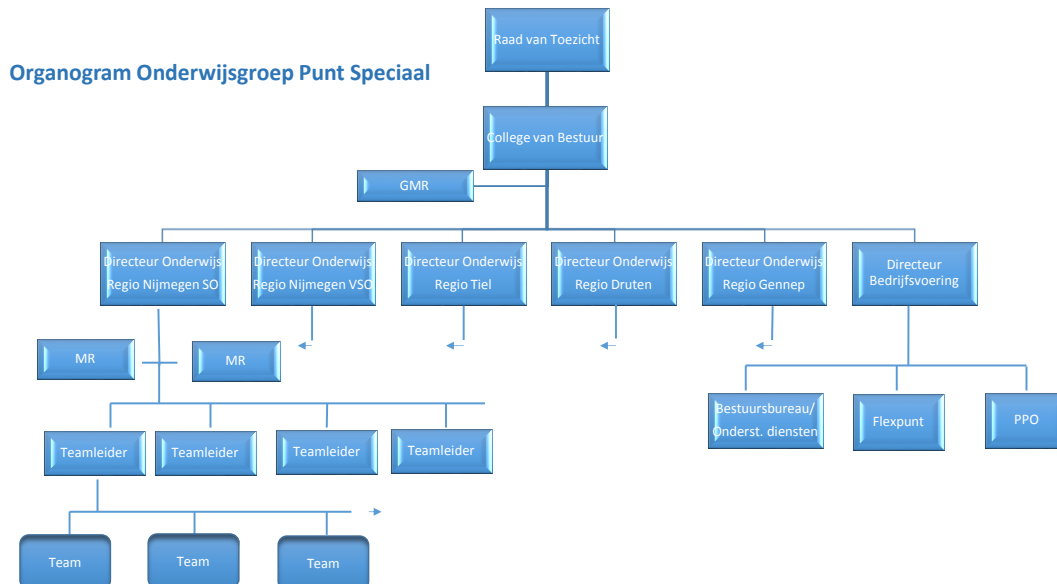 Raad van Toezicht
Organogram Onderwijsgroep Punt Speciaal
College van Bestuur
GMR
Directeur Onderwijs
Regio Nijmegen SO
Directeur Onderwijs
Regio Nijmegen VSO
Directeur Onderwijs
Regio Tiel
Directeur Onderwijs
Regio Druten
Directeur Onderwijs
Regio Gennep
Directeur
Bedrijfsvoering
MR
MR
Bestuursbureau/
Onderst. diensten
Flexpunt
PPO
Teamleider
Teamleider
Teamleider
Teamleider
Team
Team
Team